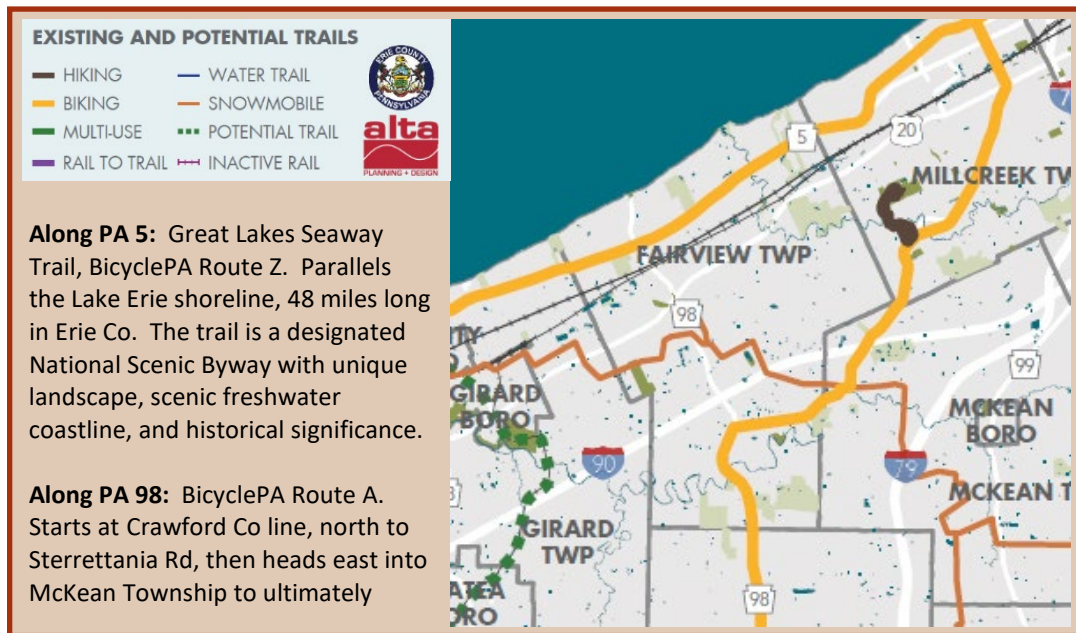 EXISTING AND POTENTIAL TRAILS
HIKING
WATER TRAIL
BIKING
SNOWMOBILE
MULTI-USE
POTENTIAL TRAIL
RAIL TO TRAIL
INACTIVE RAIL
ERIE COUNTY
PENNSYLVANIA
alta
PLANNING + DESIGN
Along PA 5: Great Lakes Seaway
Trail, BicyclePA Route Z. Parallels
the Lake Erie shoreline, 48 miles long
in Erie Co. The trail is a designated
National Scenic Byway with unique
landscape, scenic freshwater
coastline, and historical significance.
Along PA 98: BicyclePA Route A.
Starts at Crawford Co line, north to
Sterrettania Rd, then heads east into
McKean Township to ultimately
5
20
7
MILLCREEK TW
FAIRVIEW TWP
98
99
GIRARD
BORO
MCKEAN
BORO
90
79
MCKEAN T
GIRARD
TWP
98